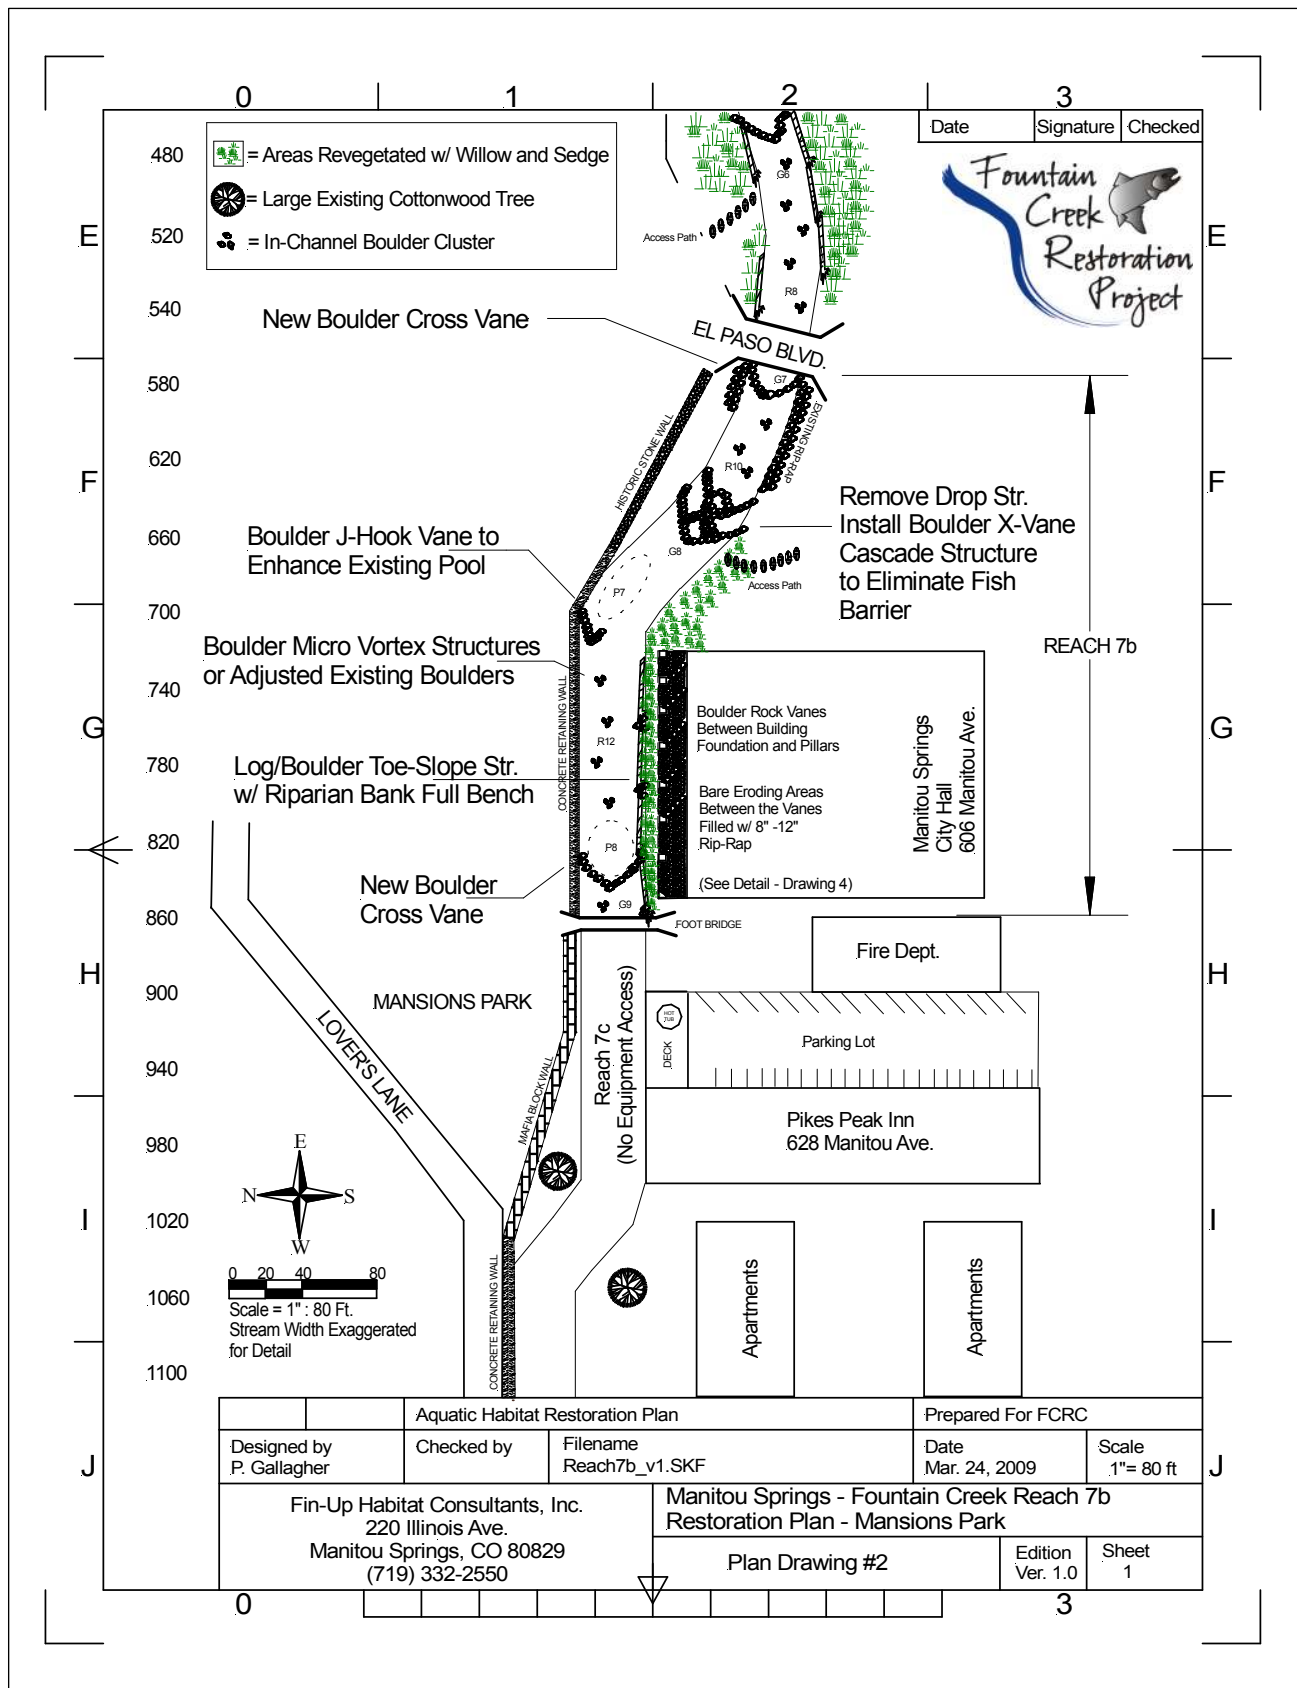 0
1
2
3
Date
Signature
Checked
480
520
540
580
620
660
700
740
780
820
860
900
940
980
1020
1060
1100
E
F
G
H
I
J
E
F
G
H
I
J
= Areas Revegetated w/ Willow and Sedge
= Large Existing Cottonwood Tree
= In-Channel Boulder Cluster
Fountain
Creek
Restoration
Project
G6
Access Path
R8
New Boulder Cross Vane
EL PASO BLVD.
G7
HISTORIC STONE WALL
EXISTING RIP-RAP
R10
Remove Drop Str.
Install Boulder X-Vane
Cascade Structure
to Eliminate Fish
Barrier
Boulder J-Hook Vane to
Enhance Existing Pool
G8
Access Path
P7
REACH 7b
Boulder Micro Vortex Structures
or Adjusted Existing Boulders
CONCRETE RETAINING WALL
R12
Boulder Rock Vanes
Between Building
Foundation and Pillars
Bare Eroding Areas
Between the Vanes
Filled w/ 8" -12"
Rip-Rap
(See Detail - Drawing 4)
Manitou Springs
City Hall
606 Manitou Ave.
Log/Boulder Toe-Slope Str.
w/ Riparian Bank Full Bench
P8
New Boulder
Cross Vane
G9
FOOT BRIDGE
Fire Dept.
MANSIONS PARK
Reach 7c
(No Equipment Access)
HOT
TUB
DECK
Parking Lot
LOVER'S LANE
MAFIA BLOCK WALL
Pikes Peak Inn
628 Manitou Ave.
E
N
S
W
0 20 40 80
Scale = 1" : 80 Ft.
Stream Width Exaggerated
for Detail
CONCRETE RETAINING WALL
Apartments
Apartments
Aquatic Habitat Restoration Plan
Prepared For FCRC
Designed by
P. Gallagher
Checked by
Filename
Reach7b_v1.SKF
Date
Mar. 24, 2009
Scale
1"= 80 ft
Fin-Up Habitat Consultants, Inc.
220 Illinois Ave.
Manitou Springs, CO 80829
(719) 332-2550
Manitou Springs - Fountain Creek Reach 7b
Restoration Plan - Mansions Park
Plan Drawing #2
Edition
Ver. 1.0
Sheet
1
0
3